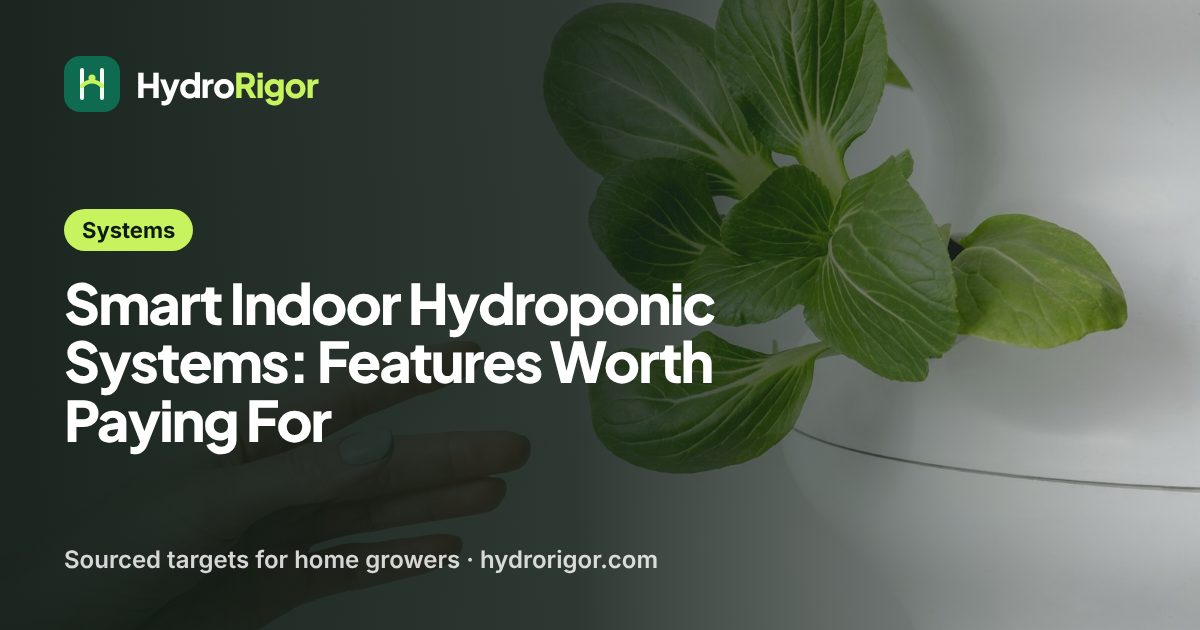 HydroRigor
Systems
Smart Indoor Hydroponic
Systems: Features Worth
Paying For
Sourced targets for home growers · hydrorigor.com